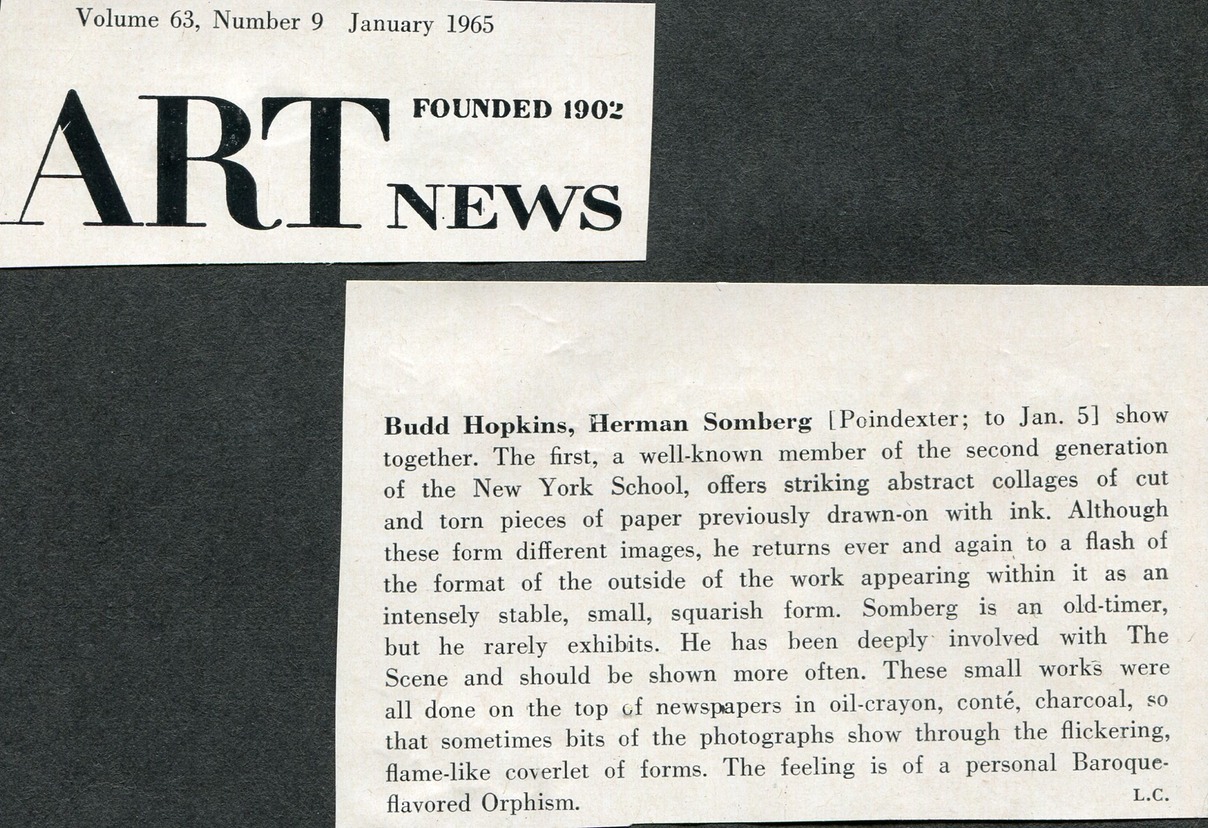 Volume 63, Number 9 January 1965
ART NEWS
FOUNDED 1902
Budd Hopkins, Herman Somberg [Poindexter; to Jan. 5] show
together. The first, a well-known member of the second generation
of the New York School, offers striking abstract collages of cut
and torn pieces of paper previously drawn-on with ink. Although
these form different images, he returns ever and again to a flash of
the format of the outside of the work appearing within it as an
intensely stable, small, squarish form. Somberg is an old-timer,
but he rarely exhibits. He has been deeply involved with The
Scene and should be shown more often. These small works were
all done on the top of newspapers in oil-crayon, conté, charcoal, so
that sometimes bits of the photographs show through the flickering,
flame-like coverlet of forms. The feeling is of a personal Baroque-
flavored Orphism. L.C.